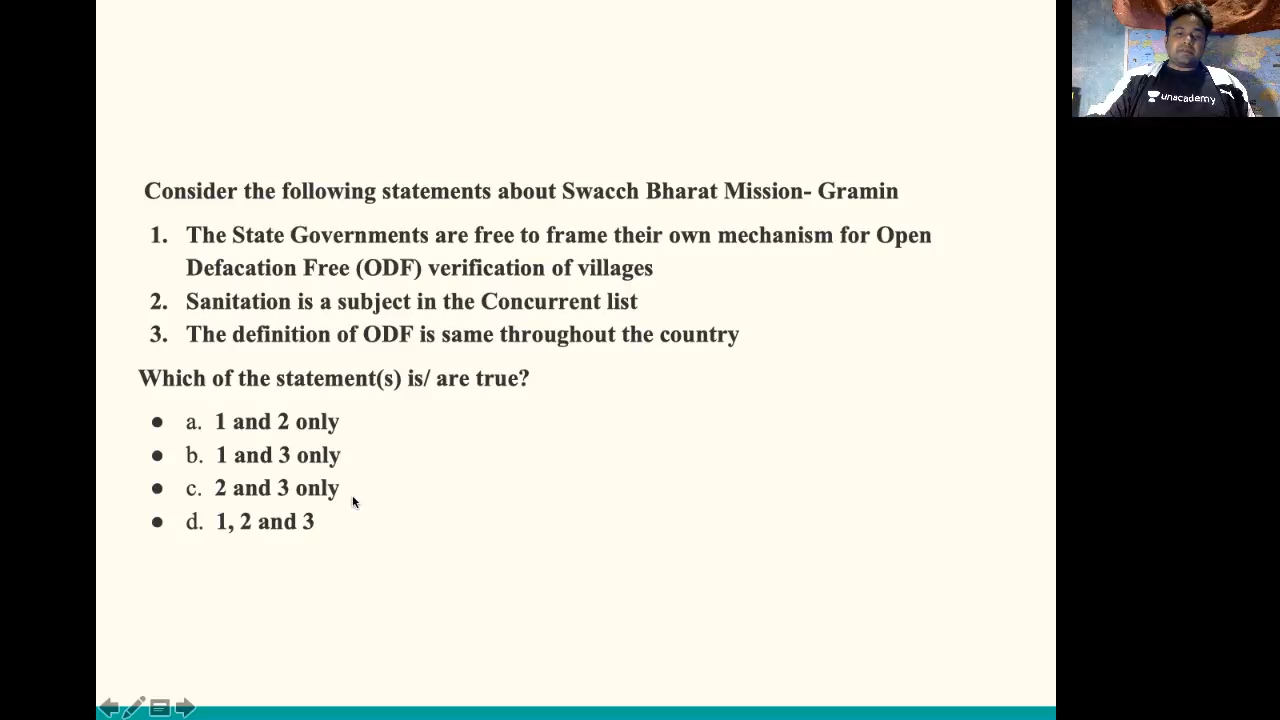 unacademy
Consider the following statements about Swacch Bharat Mission- Gramin
1. The State Governments are free to frame their own mechanism for Open
Defacation Free (ODF) verification of villages
2. Sanitation is a subject in the Concurrent list
3. The definition of ODF is same throughout the country
Which of the statement(s) is/ are true?
● a. 1 and 2 only
● b. 1 and 3 only
● c. 2 and 3 only
● d. 1, 2 and 3